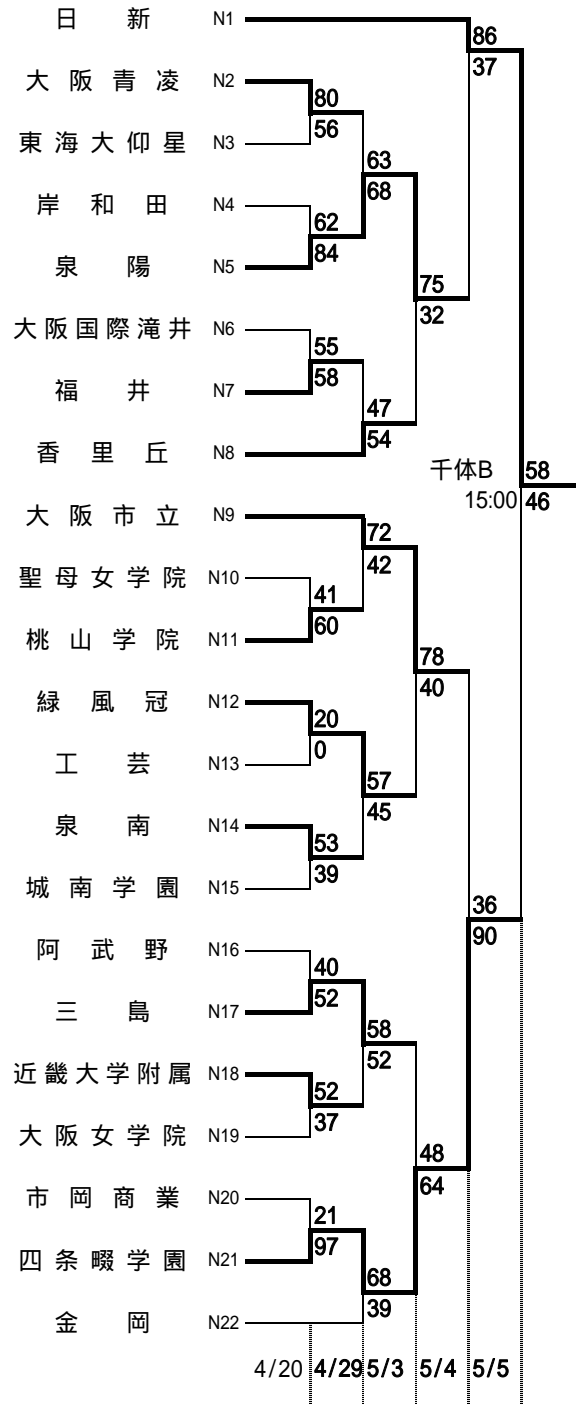 日新 N1
86
37
大阪青凌 N2
80
56
東海大仰星 N3
63
68
岸和田 N4
62
84
泉陽 N5
75
32
大阪国際滝井 N6
55
58
福井 N7
47
54
香里丘 N8
千体B
15:00
58
46
大阪市立 N9
72
42
聖母女学院 N10
41
60
桃山学院 N11
78
40
緑風冠 N12
20
0
工芸 N13
57
45
泉南 N14
53
39
城南学園 N15
36
90
阿武野 N16
40
52
三島 N17
58
52
近畿大学附属 N18
52
37
大阪女学院 N19
48
64
市岡商業 N20
21
97
四条畷学園 N21
68
39
金岡 N22
4/20 4/29 5/3 5/4 5/5